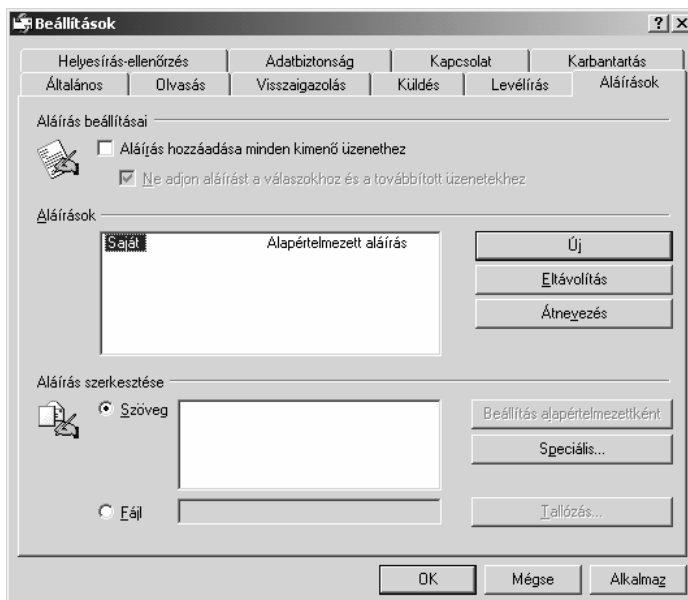 Beállítások
Helyesírás-ellenőrzés Adatbiztonság Kapcsolat Karbantartás
Általános Olvasás Visszaigazolás Küldés Levélírás Aláírások
Aláírás beállításai
Aláírás hozzáadása minden kimenő üzenethez
Ne adjon aláírást a válaszokhoz és a továbbított üzenetekhez
Aláírások
Saját Alapértelmezett aláírás
Új
Eltávolítás
Átnevezés
Aláírás szerkesztése
Szöveg
Beállítás alapértelmezettként
Speciális...
Fájl
Tallózás...
OK Mégse Alkalmaz